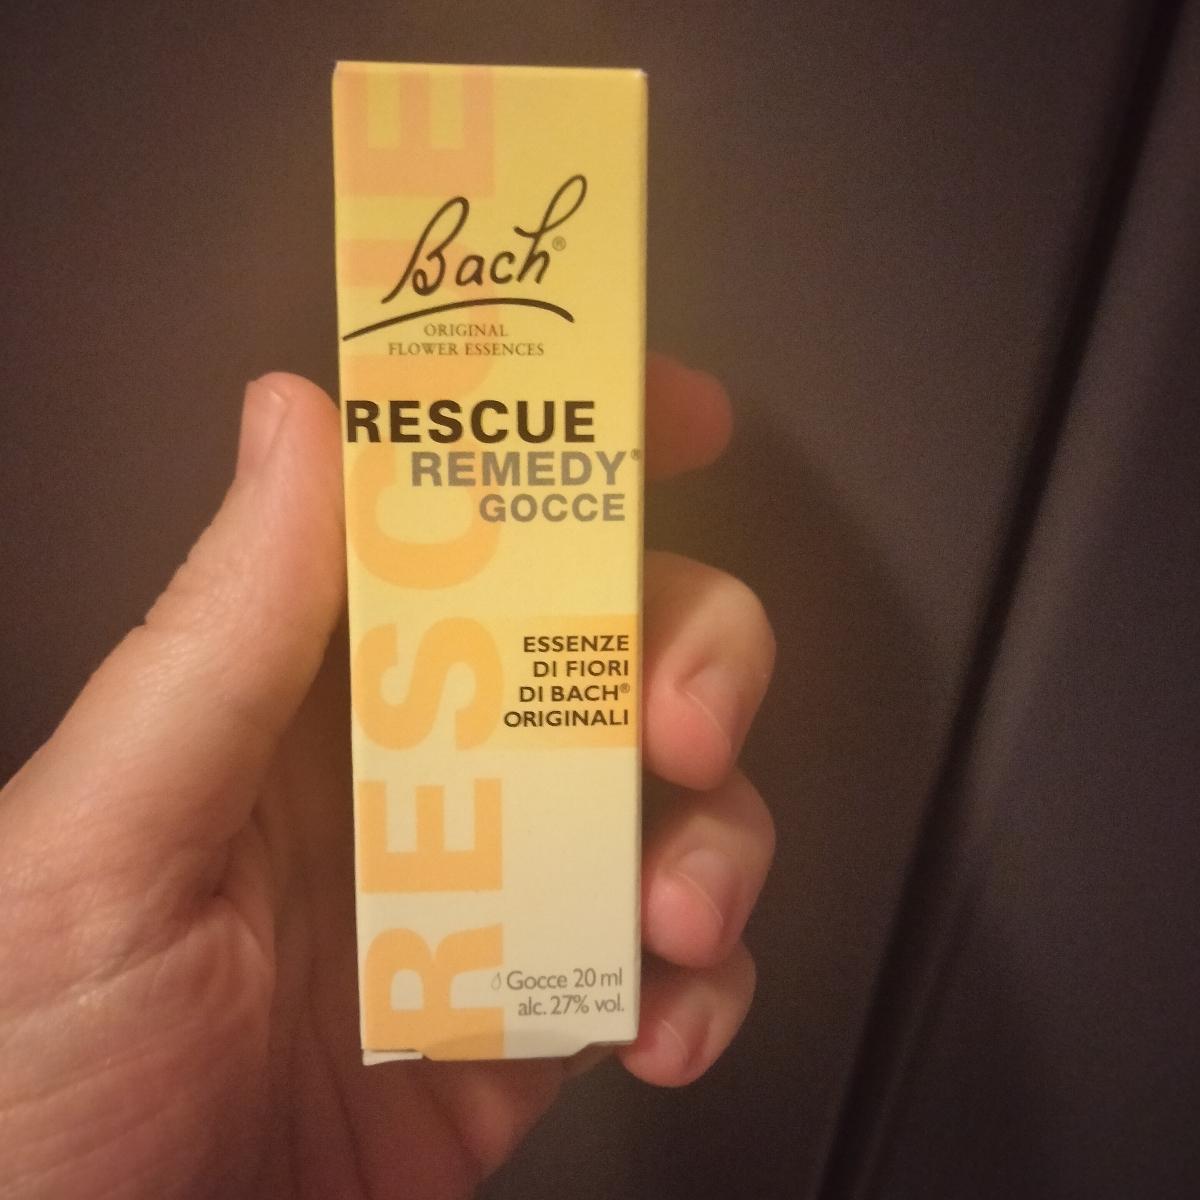 RESCUE
Bach®
ORIGINAL
FLOWER ESSENCES
RESCUE
REMEDY®
GOCCE
ESSENZE
DI FIORI
DI BACH®
ORIGINALI
Gocce 20 ml
alc. 27% vol.